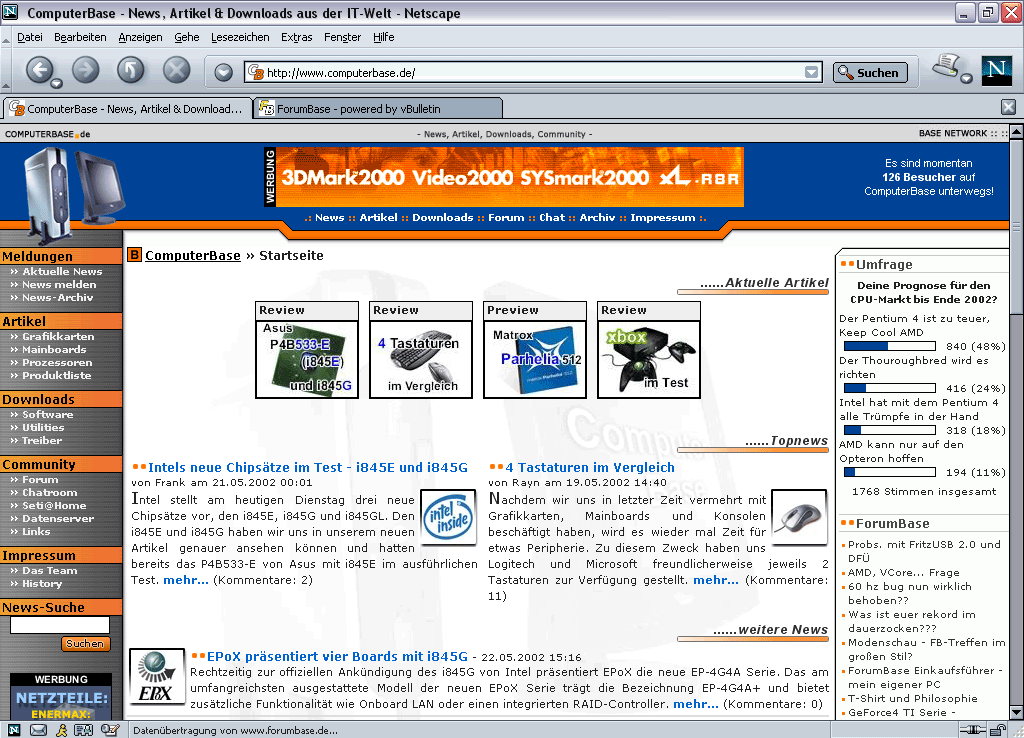 ComputerBase - News, Artikel & Downloads aus der IT-Welt - Netscape
Datei Bearbeiten Anzeigen Gehe Lesezeichen Extras Fenster Hilfe
http://www.computerbase.de/
Suchen
N
ComputerBase - News, Artikel & Download...
ForumBase - powered by vBulletin
COMPUTERBASE.de
- News, Artikel, Downloads, Community -
BASE NETWORK :: ::
WERBUNG
3DMark2000 Video2000 SYSmark2000 XL-RBR
Es sind momentan
126 Besucher auf
ComputerBase unterwegs!
.: News :: Artikel :: Downloads :: Forum :: Chat :: Archiv :: Impressum :.
Meldungen
›› Aktuelle News
›› News melden
›› News-Archiv
Artikel
›› Grafikkarten
›› Mainboards
›› Prozessoren
›› Produktliste
Downloads
›› Software
›› Utilities
›› Treiber
Community
›› Forum
›› Chatroom
›› Seti@Home
›› Datenserver
›› Links
Impressum
›› Das Team
›› History
News-Suche
Suchen
WERBUNG
NETZTEILE:
ENERMAX:
B ComputerBase ›› Startseite
......Aktuelle Artikel
Review
Asus
P4B533-E
(i845E)
und i845G
Review
4 Tastaturen
im Vergleich
Preview
Matrox
Parhelia 512
Review
xbox
im Test
......Topnews
Intels neue Chipsätze im Test - i845E und i845G
von Frank am 21.05.2002 00:01
Intel stellt am heutigen Dienstag drei neue
Chipsätze vor, den i845E, i845G und i845GL. Den
i845E und i845G haben wir uns in unserem neuen
Artikel genauer ansehen können und hatten
bereits das P4B533-E von Asus mit i845E im ausführlichen
Test. mehr... (Kommentare: 2)
intel inside
4 Tastaturen im Vergleich
von Rayn am 19.05.2002 14:40
Nachdem wir uns in letzter Zeit vermehrt mit
Grafikkarten, Mainboards und Konsolen
beschäftigt haben, wird es wieder mal Zeit für
etwas Peripherie. Zu diesem Zweck haben uns
Logitech und Microsoft freundlicherweise jeweils 2
Tastaturen zur Verfügung gestellt. mehr... (Kommentare:
11)
......weitere News
EPoX
EPoX präsentiert vier Boards mit i845G - 22.05.2002 15:16
Rechtzeitig zur offiziellen Ankündigung des i845G von Intel präsentiert EPoX die neue EP-4G4A Serie. Das am
umfangreichsten ausgestattete Modell der neuen EPoX Serie trägt die Bezeichnung EP-4G4A+ und bietet
zusätzliche Funktionalität wie Onboard LAN oder einen integrierten RAID-Controller. mehr... (Kommentare: 0)
Umfrage
Deine Prognose für den
CPU-Markt bis Ende 2002?
Der Pentium 4 ist zu teuer,
Keep Cool AMD
840 (48%)
Der Thouroughbred wird es
richten
416 (24%)
Intel hat mit dem Pentium 4
alle Trümpfe in der Hand
318 (18%)
AMD kann nur auf den
Opteron hoffen
194 (11%)
1768 Stimmen insgesamt
ForumBase
Probs. mit FritzUSB 2.0 und
DFÜ
AMD, VCore... Frage
60 hz bug nun wirklich
behoben??
Was ist euer rekord im
dauerzocken???
Modenschau - FB-Treffen im
großen Stil?
ForumBase Einkaufsführer -
mein eigener PC
T-Shirt und Philosophie
GeForce4 TI Serie -
Datenübertragung von www.forumbase.de...